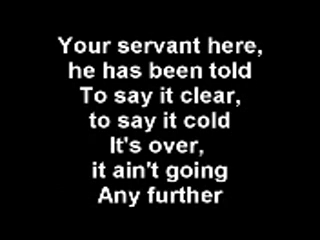 Your servant here,
he has been told
To say it clear,
to say it cold
It's over,
it ain't going
Any further